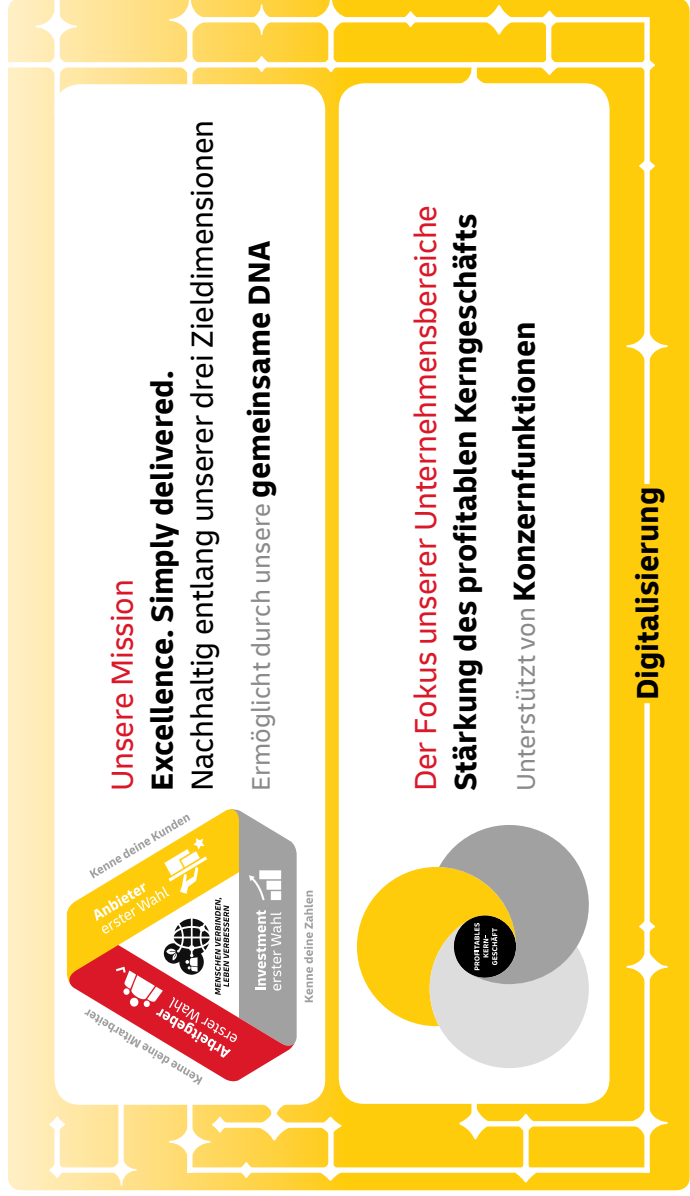 Kenne deine Mitarbeiter
Kenne deine Kunden
Arbeitgeber
erster Wahl
Anbieter
erster Wahl
MENSCHEN VERBINDEN,
LEBEN VERBESSERN
Investment
erster Wahl
Kenne deine Zahlen
Unsere Mission
Excellence. Simply delivered.
Nachhaltig entlang unserer drei Zieldimensionen
Ermöglicht durch unsere gemeinsame DNA
PROFITABLES
KERN-
GESCHÄFT
Der Fokus unserer Unternehmensbereiche
Stärkung des profitablen Kerngeschäfts
Unterstützt von Konzernfunktionen
Digitalisierung